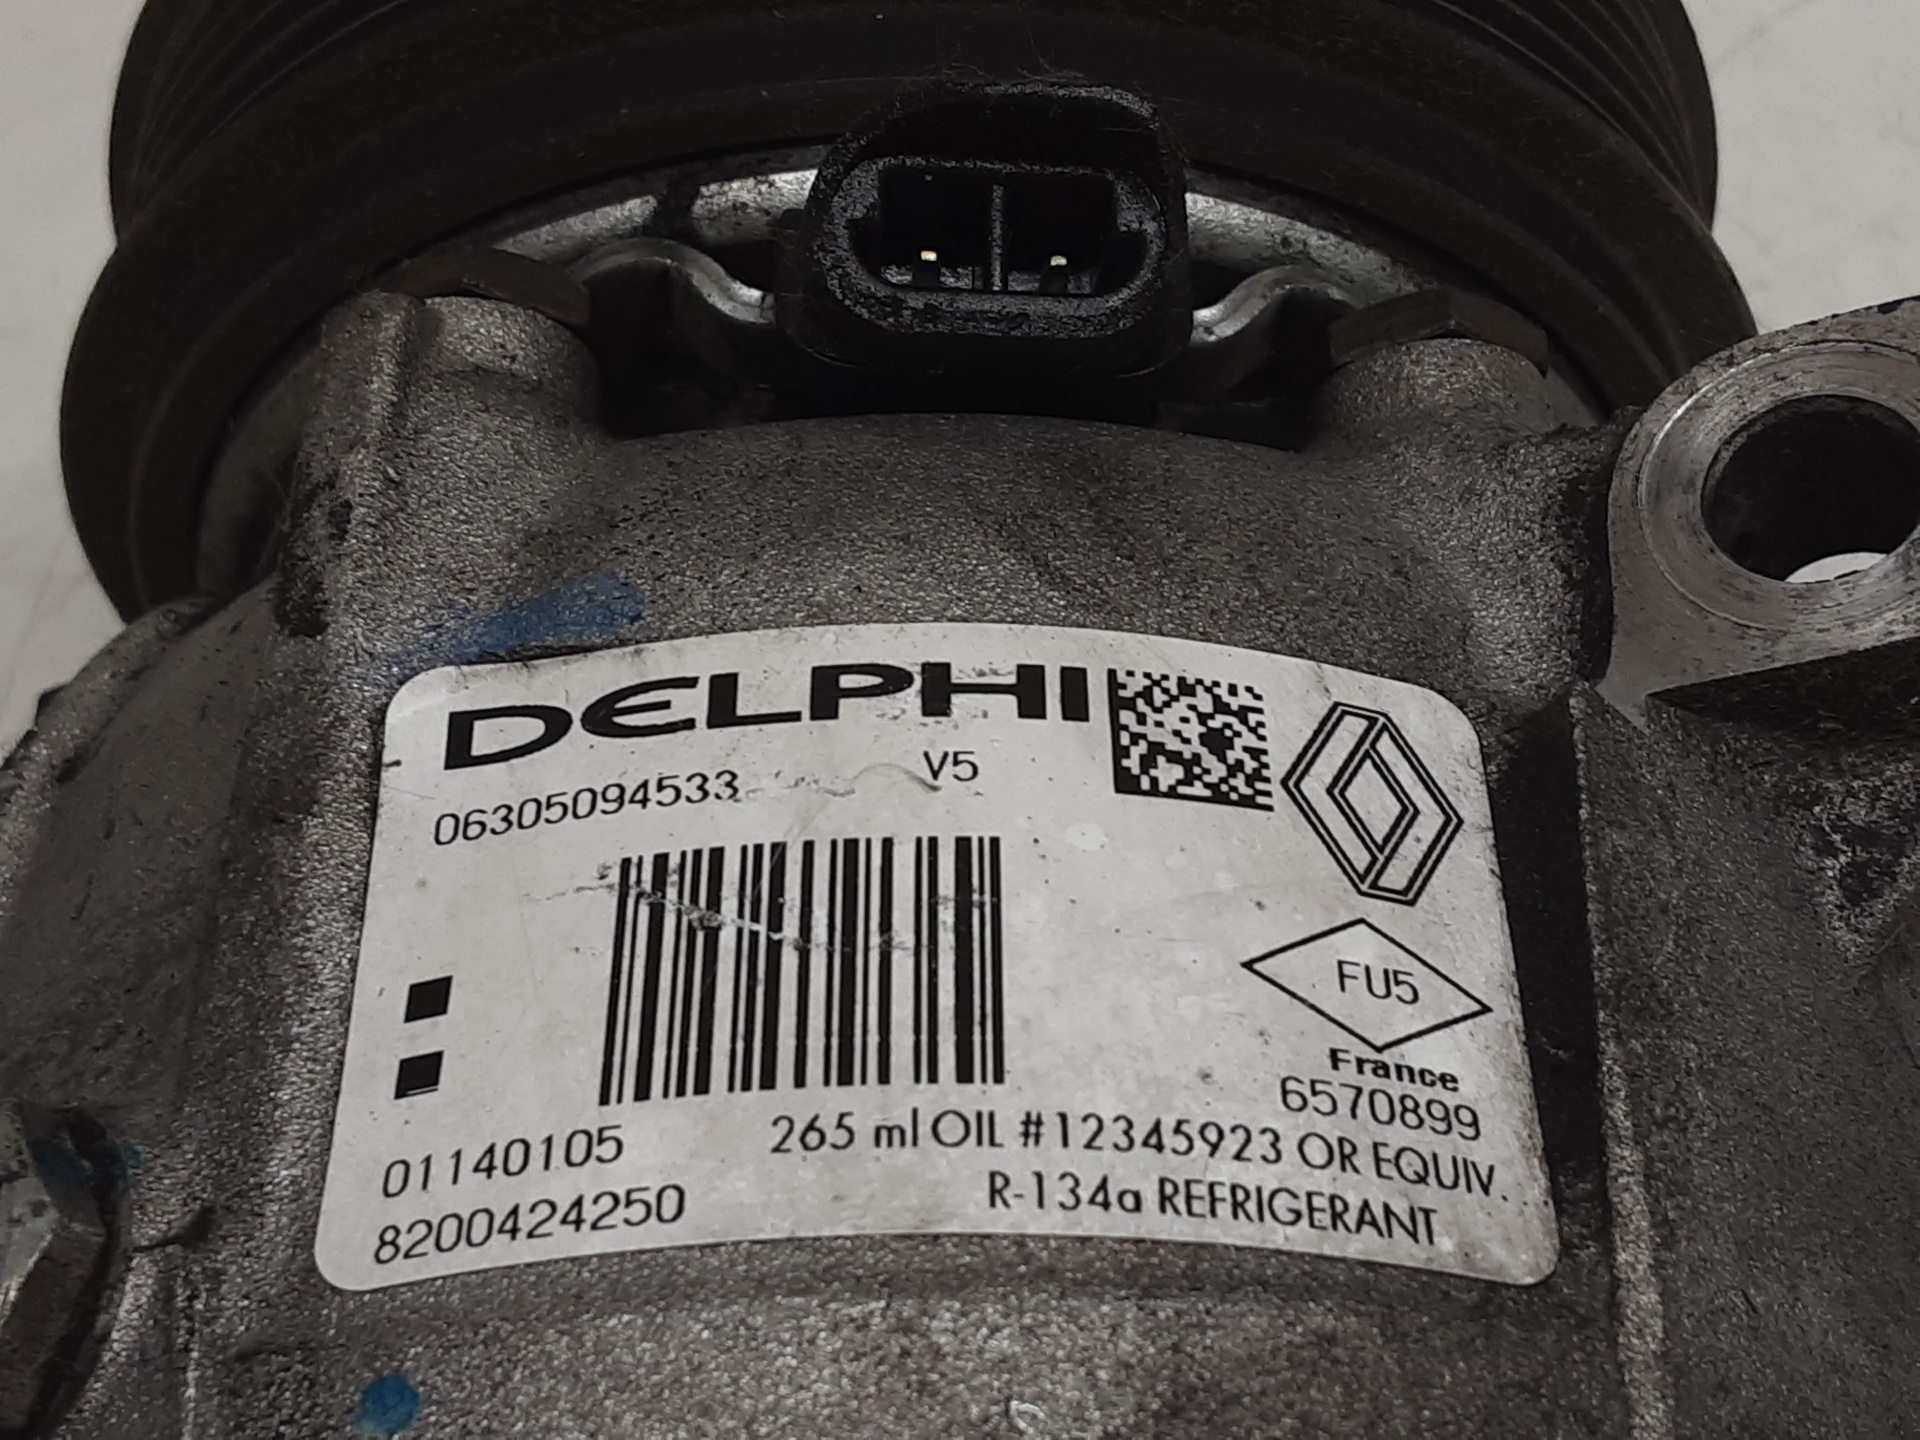 DELPHI
06305094533 V5
FU5
France
6570899
01140105
265 ml OIL #12345923 OR EQUIV.
8200424250
R-134a REFRIGERANT